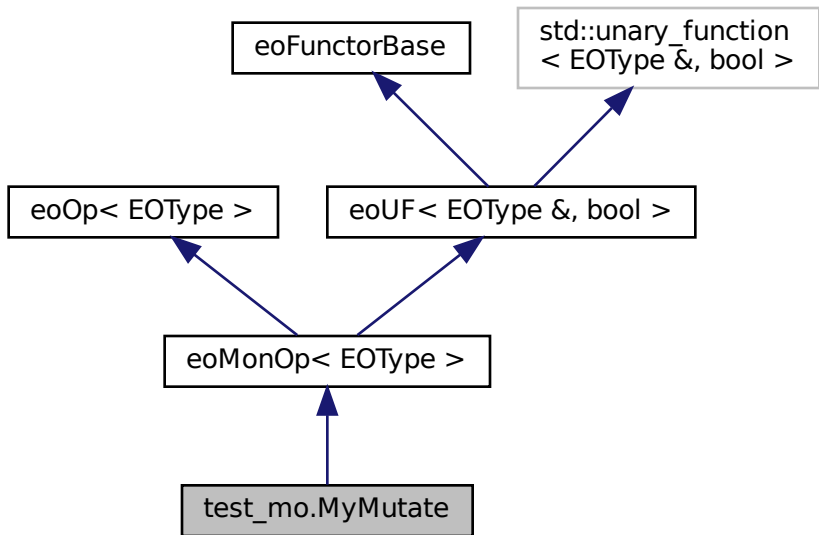 std::unary_function
< EOType &, bool >
eoFunctorBase
eoOp< EOType >
eoUF< EOType &, bool >
eoMonOp< EOType >
test_mo.MyMutate